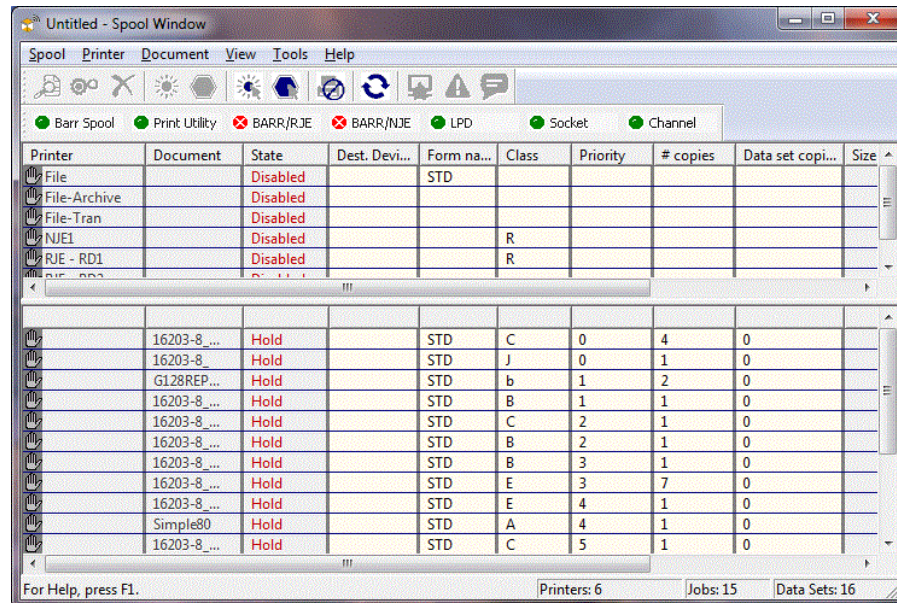 Untitled - Spool Window
Spool Printer Document View Tools Help
Barr Spool Print Utility BARR/RJE BARR/NJE LPD Socket Channel
Printer Document State Dest. Devi... Form na... Class Priority # copies Data set copi... Size
File Disabled STD
File-Archive Disabled
File-Tran Disabled
NJE1 Disabled R
RJE - RD1 Disabled R
16203-8_... Hold STD C 0 4 0
16203-8_ Hold STD J 0 1 0
G128REP... Hold STD b 1 2 0
16203-8_... Hold STD B 1 1 0
16203-8_... Hold STD C 2 1 0
16203-8_... Hold STD B 2 1 0
16203-8_... Hold STD B 3 1 0
16203-8_... Hold STD E 3 7 0
16203-8_... Hold STD E 4 1 0
Simple80 Hold STD A 4 1 0
16203-8_... Hold STD C 5 1 0
For Help, press F1. Printers: 6 Jobs: 15 Data Sets: 16